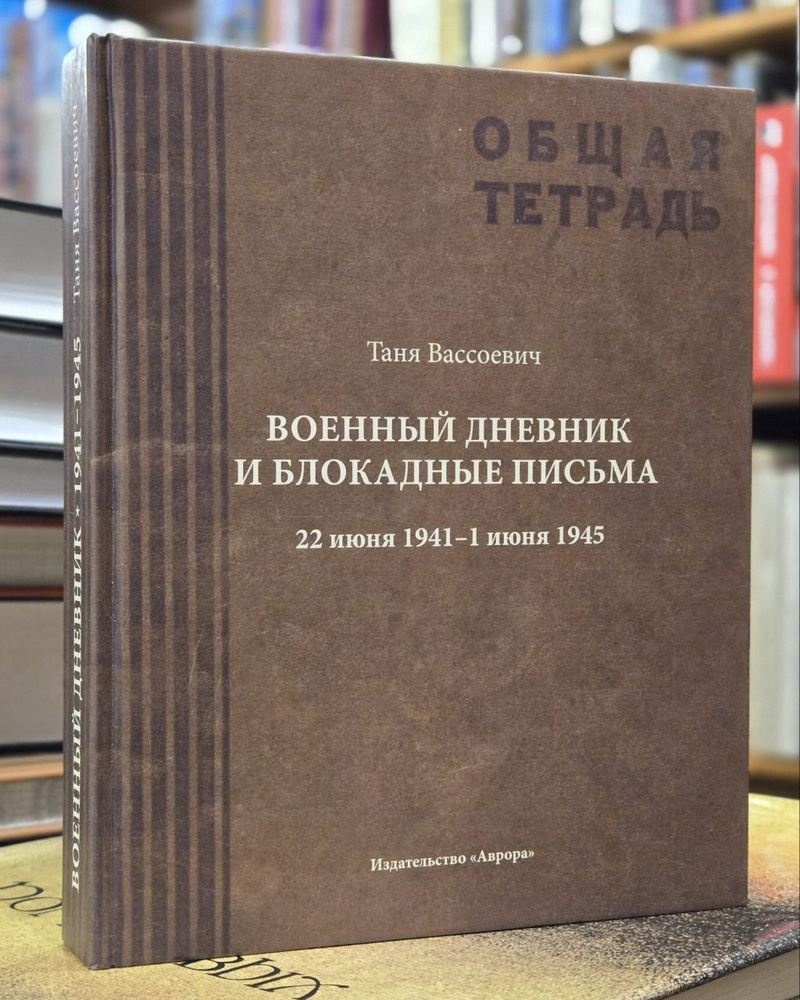 ОБЩАЯ
ТЕТРАДЬ
Таня Вассоевич
ВОЕННЫЙ ДНЕВНИК
И БЛОКАДНЫЕ ПИСЬМА
22 июня 1941–1 июня 1945
Издательство «Аврора»
ВОЕННЫЙ ДНЕВНИК ★ 1941–1945 Таня Вассоевич